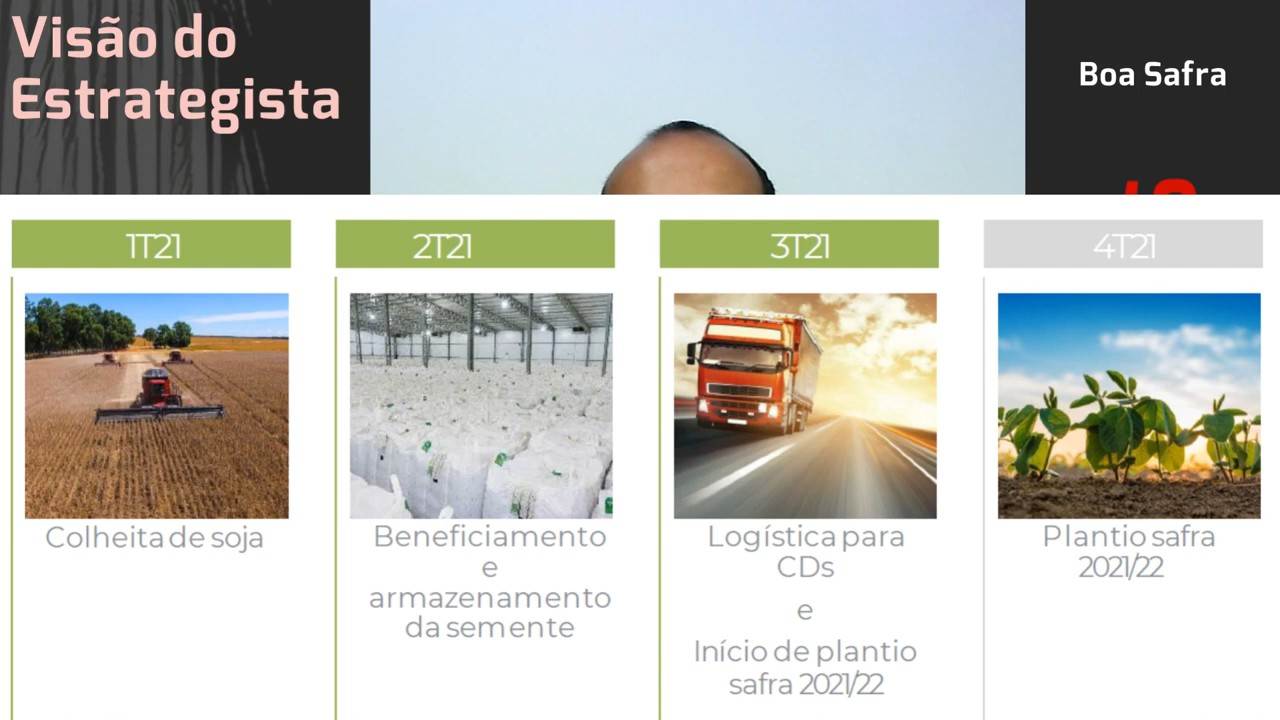 Visão do
Estrategista
Boa Safra
1T21
2T21
3T21
4T21
Colheita de soja
Beneficiamento
e
armazenamento
da semente
Logística para
CDs
e
Início de plantio
safra 2021/22
Plantio safra
2021/22